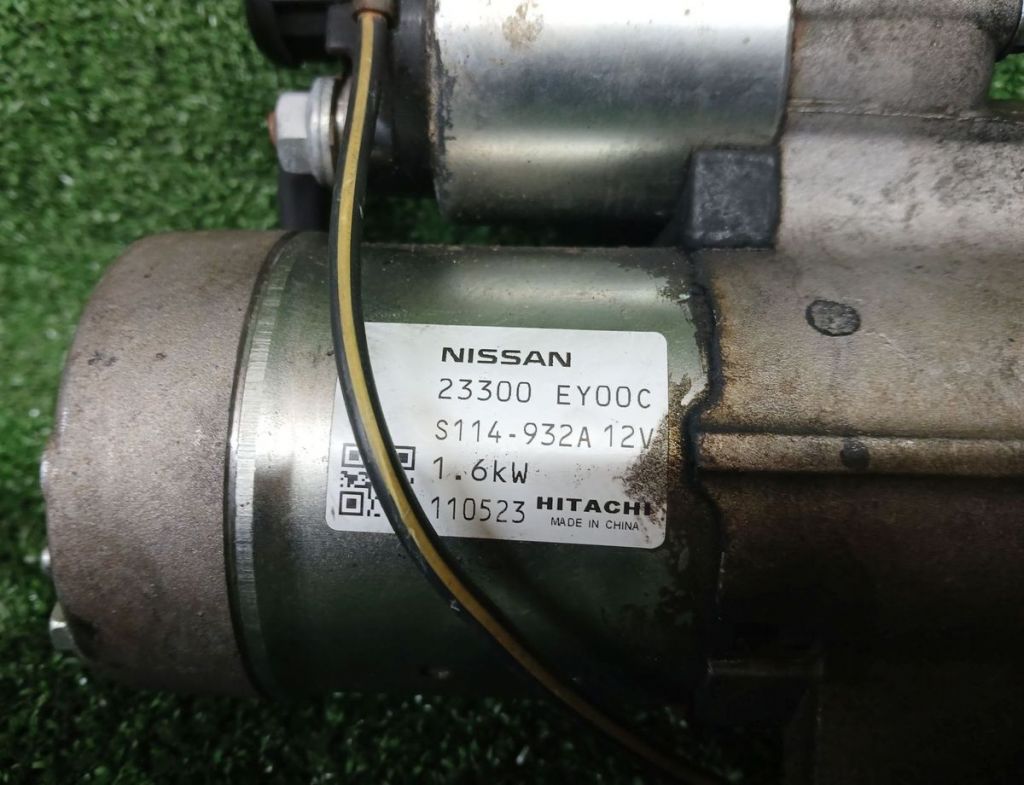 NISSAN
23300 EY00C
S114-932A 12V
1.6kW
110523 HITACHI
MADE IN CHINA